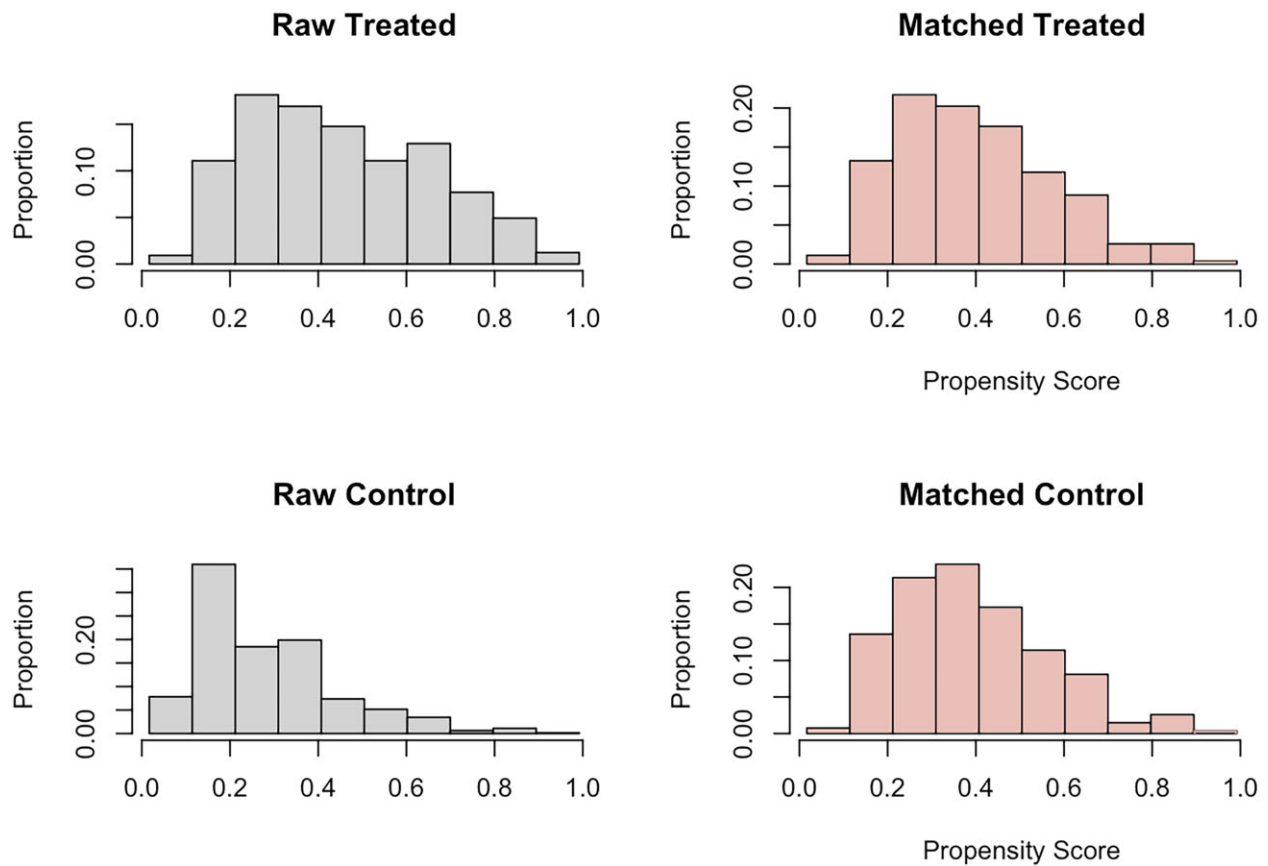 Raw Treated
Proportion
0.00 0.10
0.0 0.2 0.4 0.6 0.8 1.0
Matched Treated
Proportion
0.00 0.10 0.20
0.0 0.2 0.4 0.6 0.8 1.0
Propensity Score
Raw Control
Proportion
0.00 0.20
0.0 0.2 0.4 0.6 0.8 1.0
Matched Control
Proportion
0.00 0.10 0.20
0.0 0.2 0.4 0.6 0.8 1.0
Propensity Score